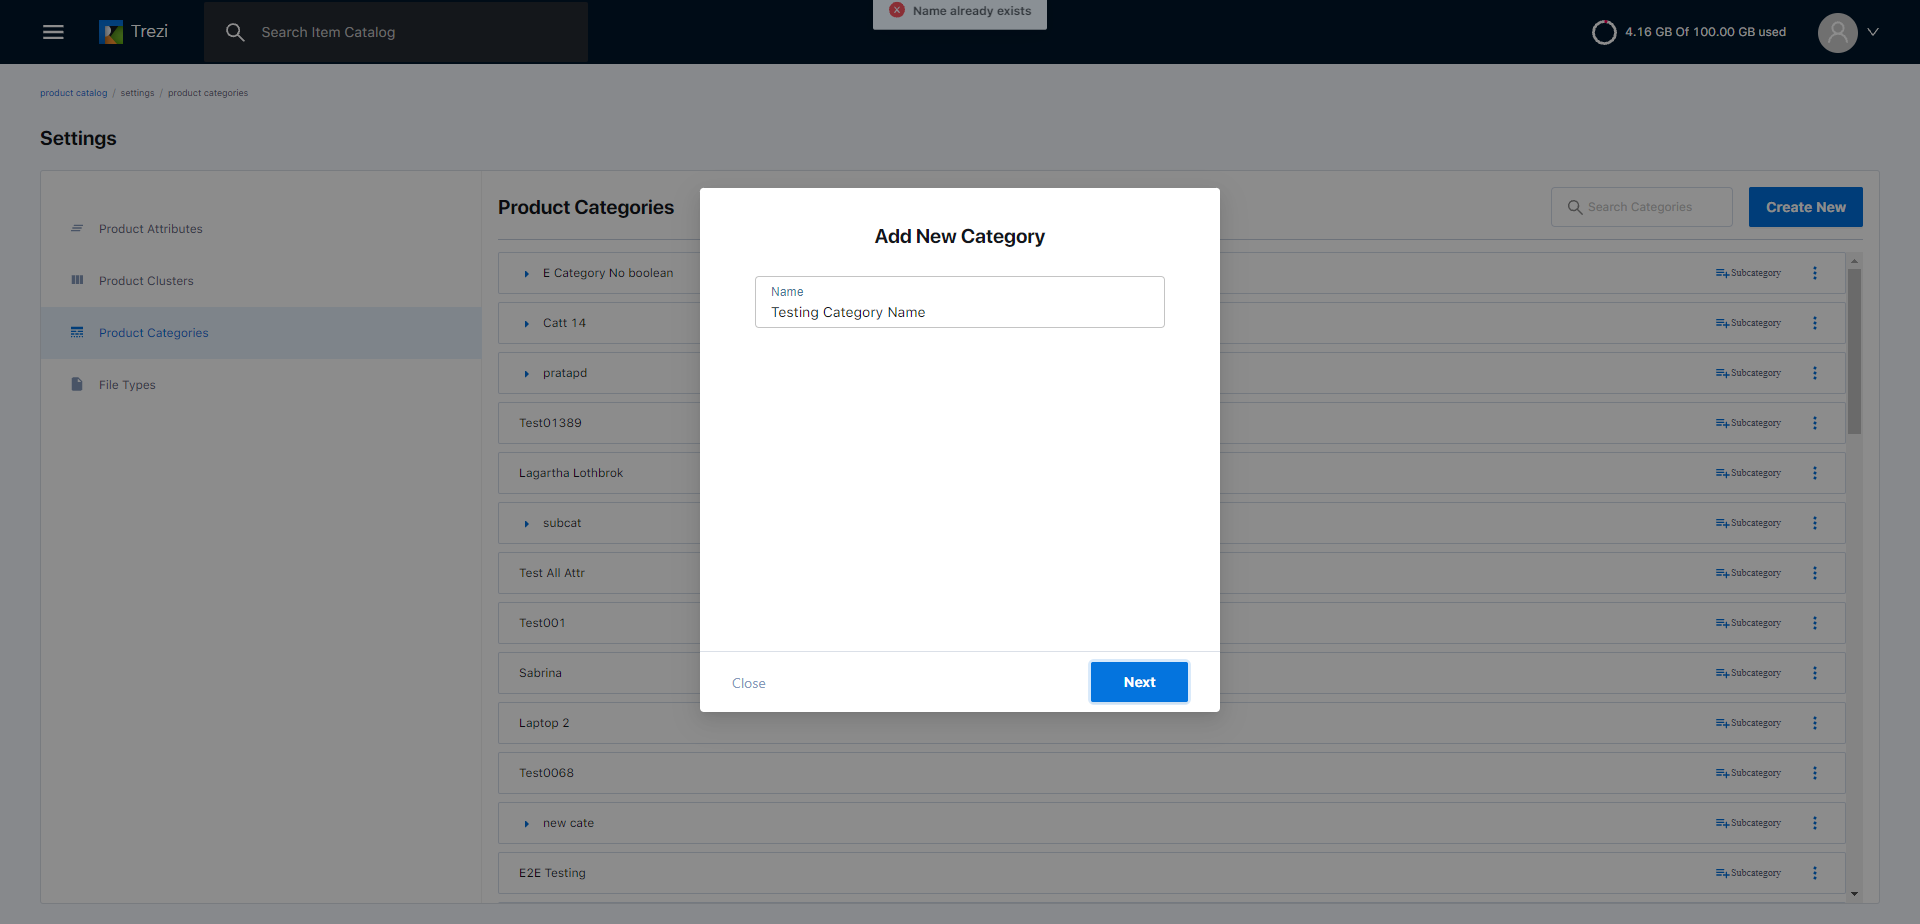 Trezi
Search Item Catalog
Name already exists
4.16 GB Of 100.00 GB used
product catalog / settings / product categories
Settings
Product Attributes
Product Clusters
Product Categories
File Types
Product Categories
Search Categories
Create New
E Category No boolean
Subcategory
Catt 14
Subcategory
pratapd
Subcategory
Test01389
Subcategory
Lagartha Lothbrok
Subcategory
subcat
Subcategory
Test All Attr
Subcategory
Test001
Subcategory
Sabrina
Subcategory
Laptop 2
Subcategory
Test0068
Subcategory
new cate
Subcategory
E2E Testing
Subcategory
Add New Category
Name
Testing Category Name
Close
Next